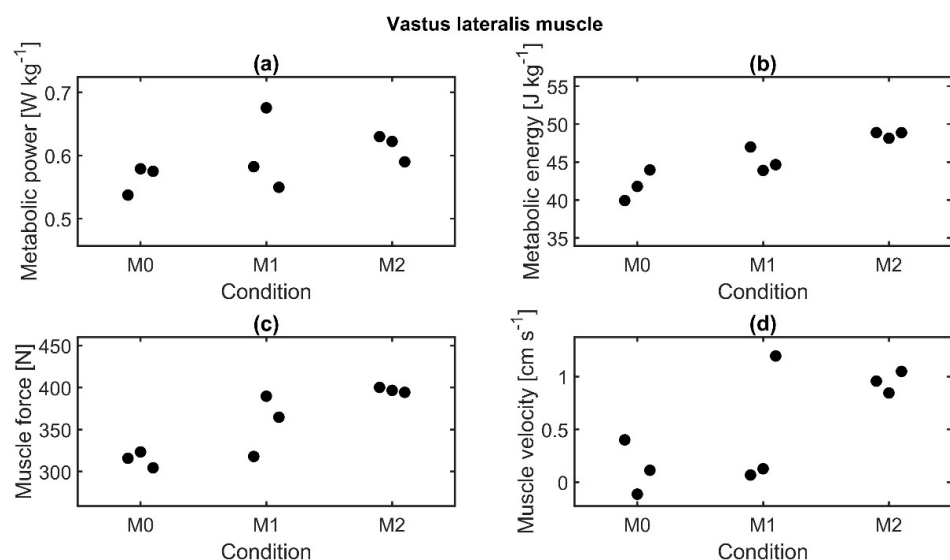 Vastus lateralis muscle
(a)
Metabolic power [W kg⁻¹]
0.7
0.6
0.5
M0 M1 M2
Condition
(b)
Metabolic energy [J kg⁻¹]
55
50
45
40
35
M0 M1 M2
Condition
(c)
Muscle force [N]
450
400
350
300
M0 M1 M2
Condition
(d)
Muscle velocity [cm s⁻¹]
1
0.5
0
M0 M1 M2
Condition